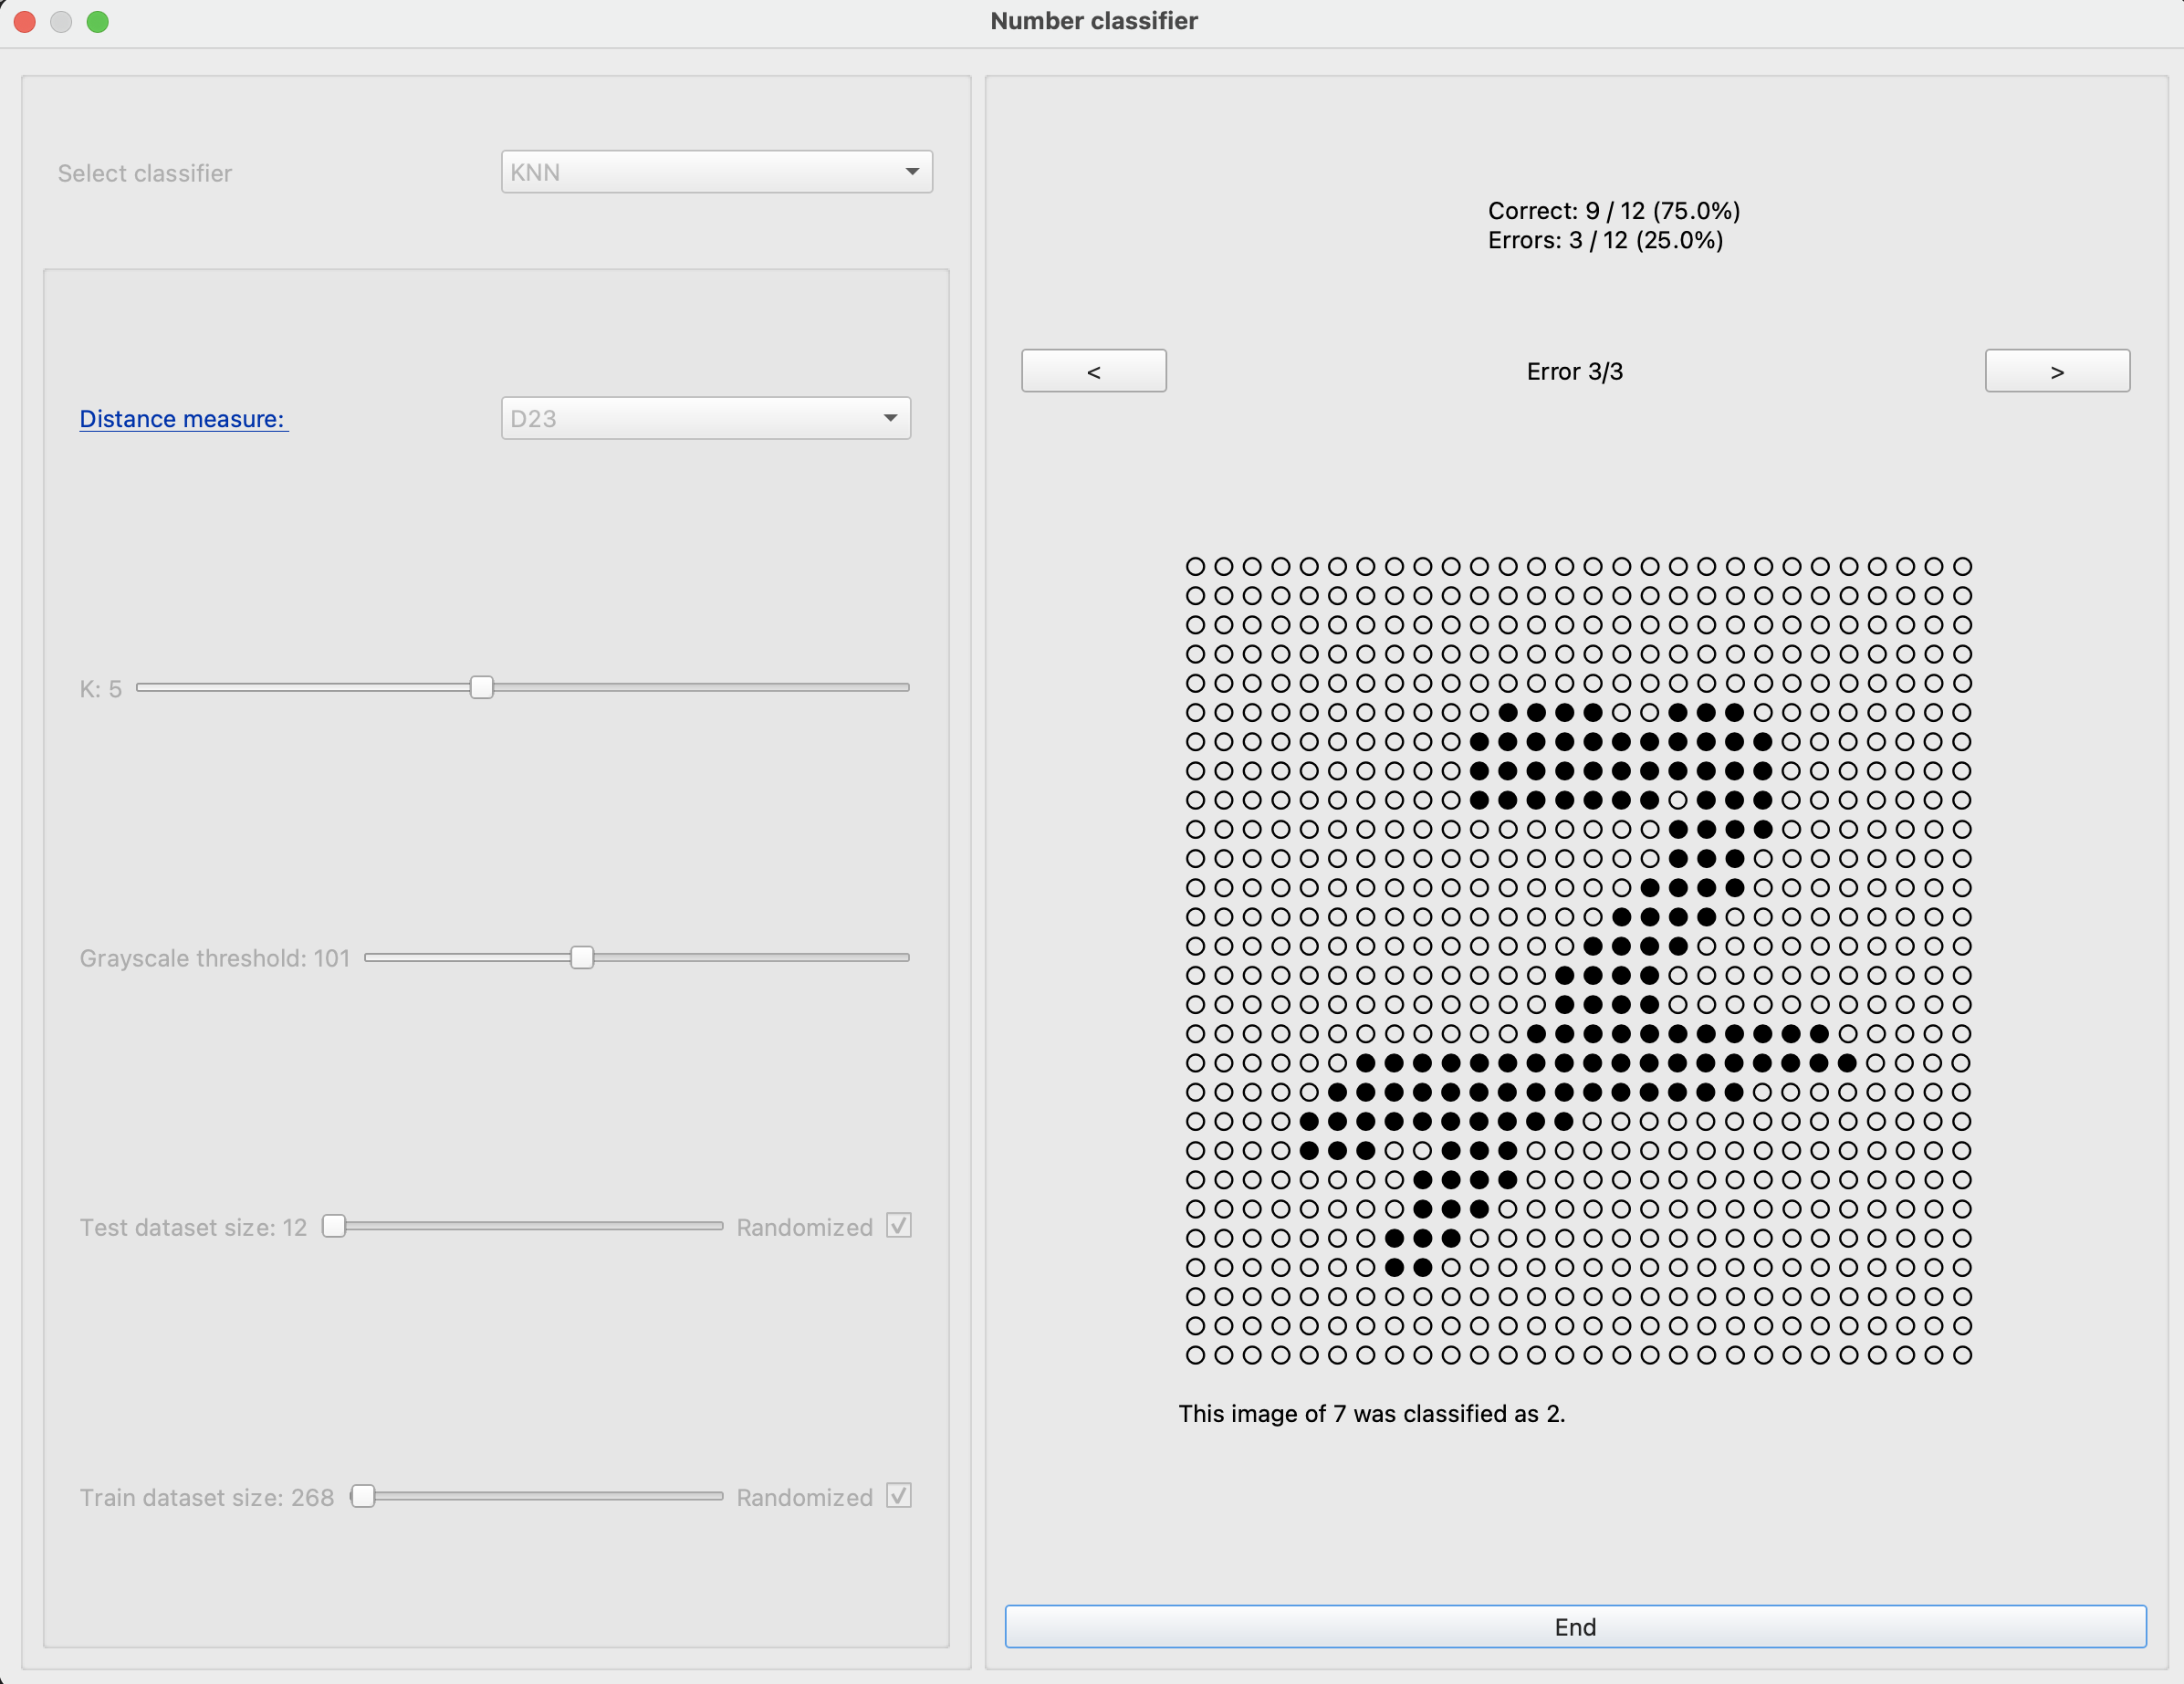 Number classifier
Select classifier
KNN
Distance measure:
D23
K: 5
Grayscale threshold: 101
Test dataset size: 12
Randomized
Train dataset size: 268
Randomized
Correct: 9 / 12 (75.0%)
Errors: 3 / 12 (25.0%)
<
Error 3/3
>
This image of 7 was classified as 2.
End